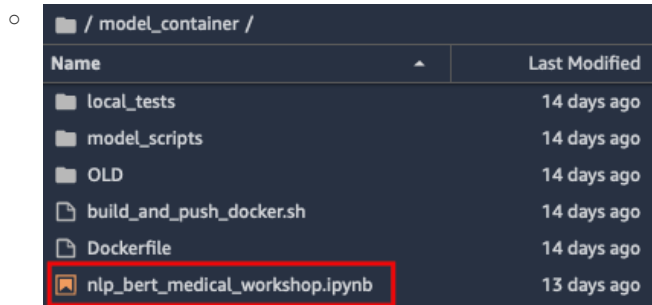 / model_container /
Name Last Modified
local_tests 14 days ago
model_scripts 14 days ago
OLD 14 days ago
build_and_push_docker.sh 14 days ago
Dockerfile 14 days ago
nlp_bert_medical_workshop.ipynb 13 days ago